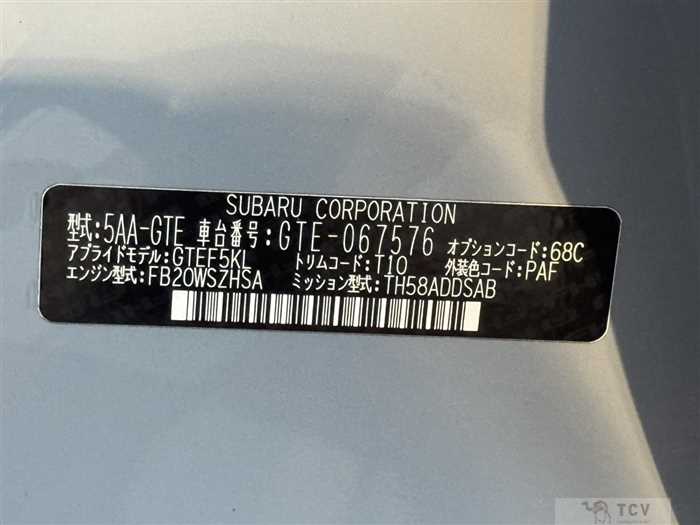 SUBARU CORPORATION
型式:5AA-GTE 車台番号:GTE-067576 オプションコード:68C
アプライドモデル:GTEF5KL トリムコード:T10 外装色コード:PAF
エンジン型式:FB20WSZHSA ミッション型式:TH58ADDSAB
TCV